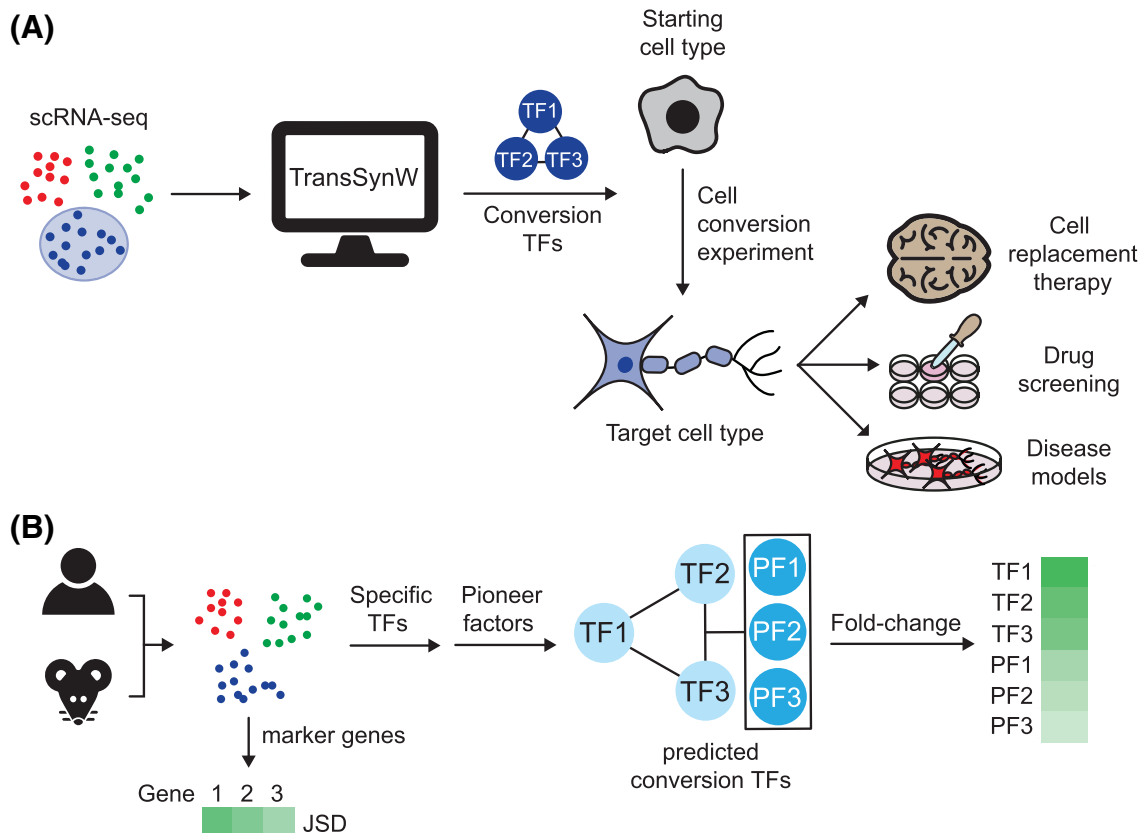 (A)
scRNA-seq
TransSynW
TF1
TF2
TF3
Conversion
TFs
Starting
cell type
Cell
conversion
experiment
Target cell type
Cell
replacement
therapy
Drug
screening
Disease
models
(B)
Specific
TFs
Pioneer
factors
marker genes
Gene 1 2 3
JSD
TF1
TF2
TF3
PF1
PF2
PF3
predicted
conversion TFs
Fold-change
TF1
TF2
TF3
PF1
PF2
PF3